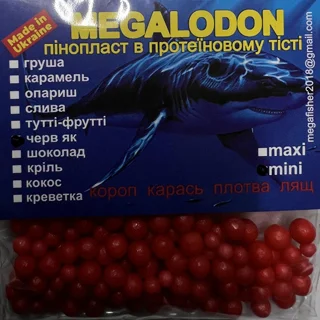 Made in
Ukraine
MEGALODON
пінопласт в протеїновому тісті
груша
карамель
опариш
слива
тутті-фрутті
черв як
шоколад
кріль
кокос
креветка
maxi
mini
короп карась плотва лящ
megafisher2018@gmail.com